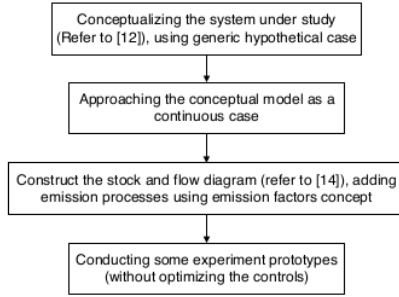 Conceptualizing the system under study
(Refer to [12]), using generic hypothetical case
Approaching the conceptual model as a
continuous case
Construct the stock and flow diagram (refer to [14]), adding
emission processes using emission factors concept
Conducting some experiment prototypes
(without optimizing the controls)